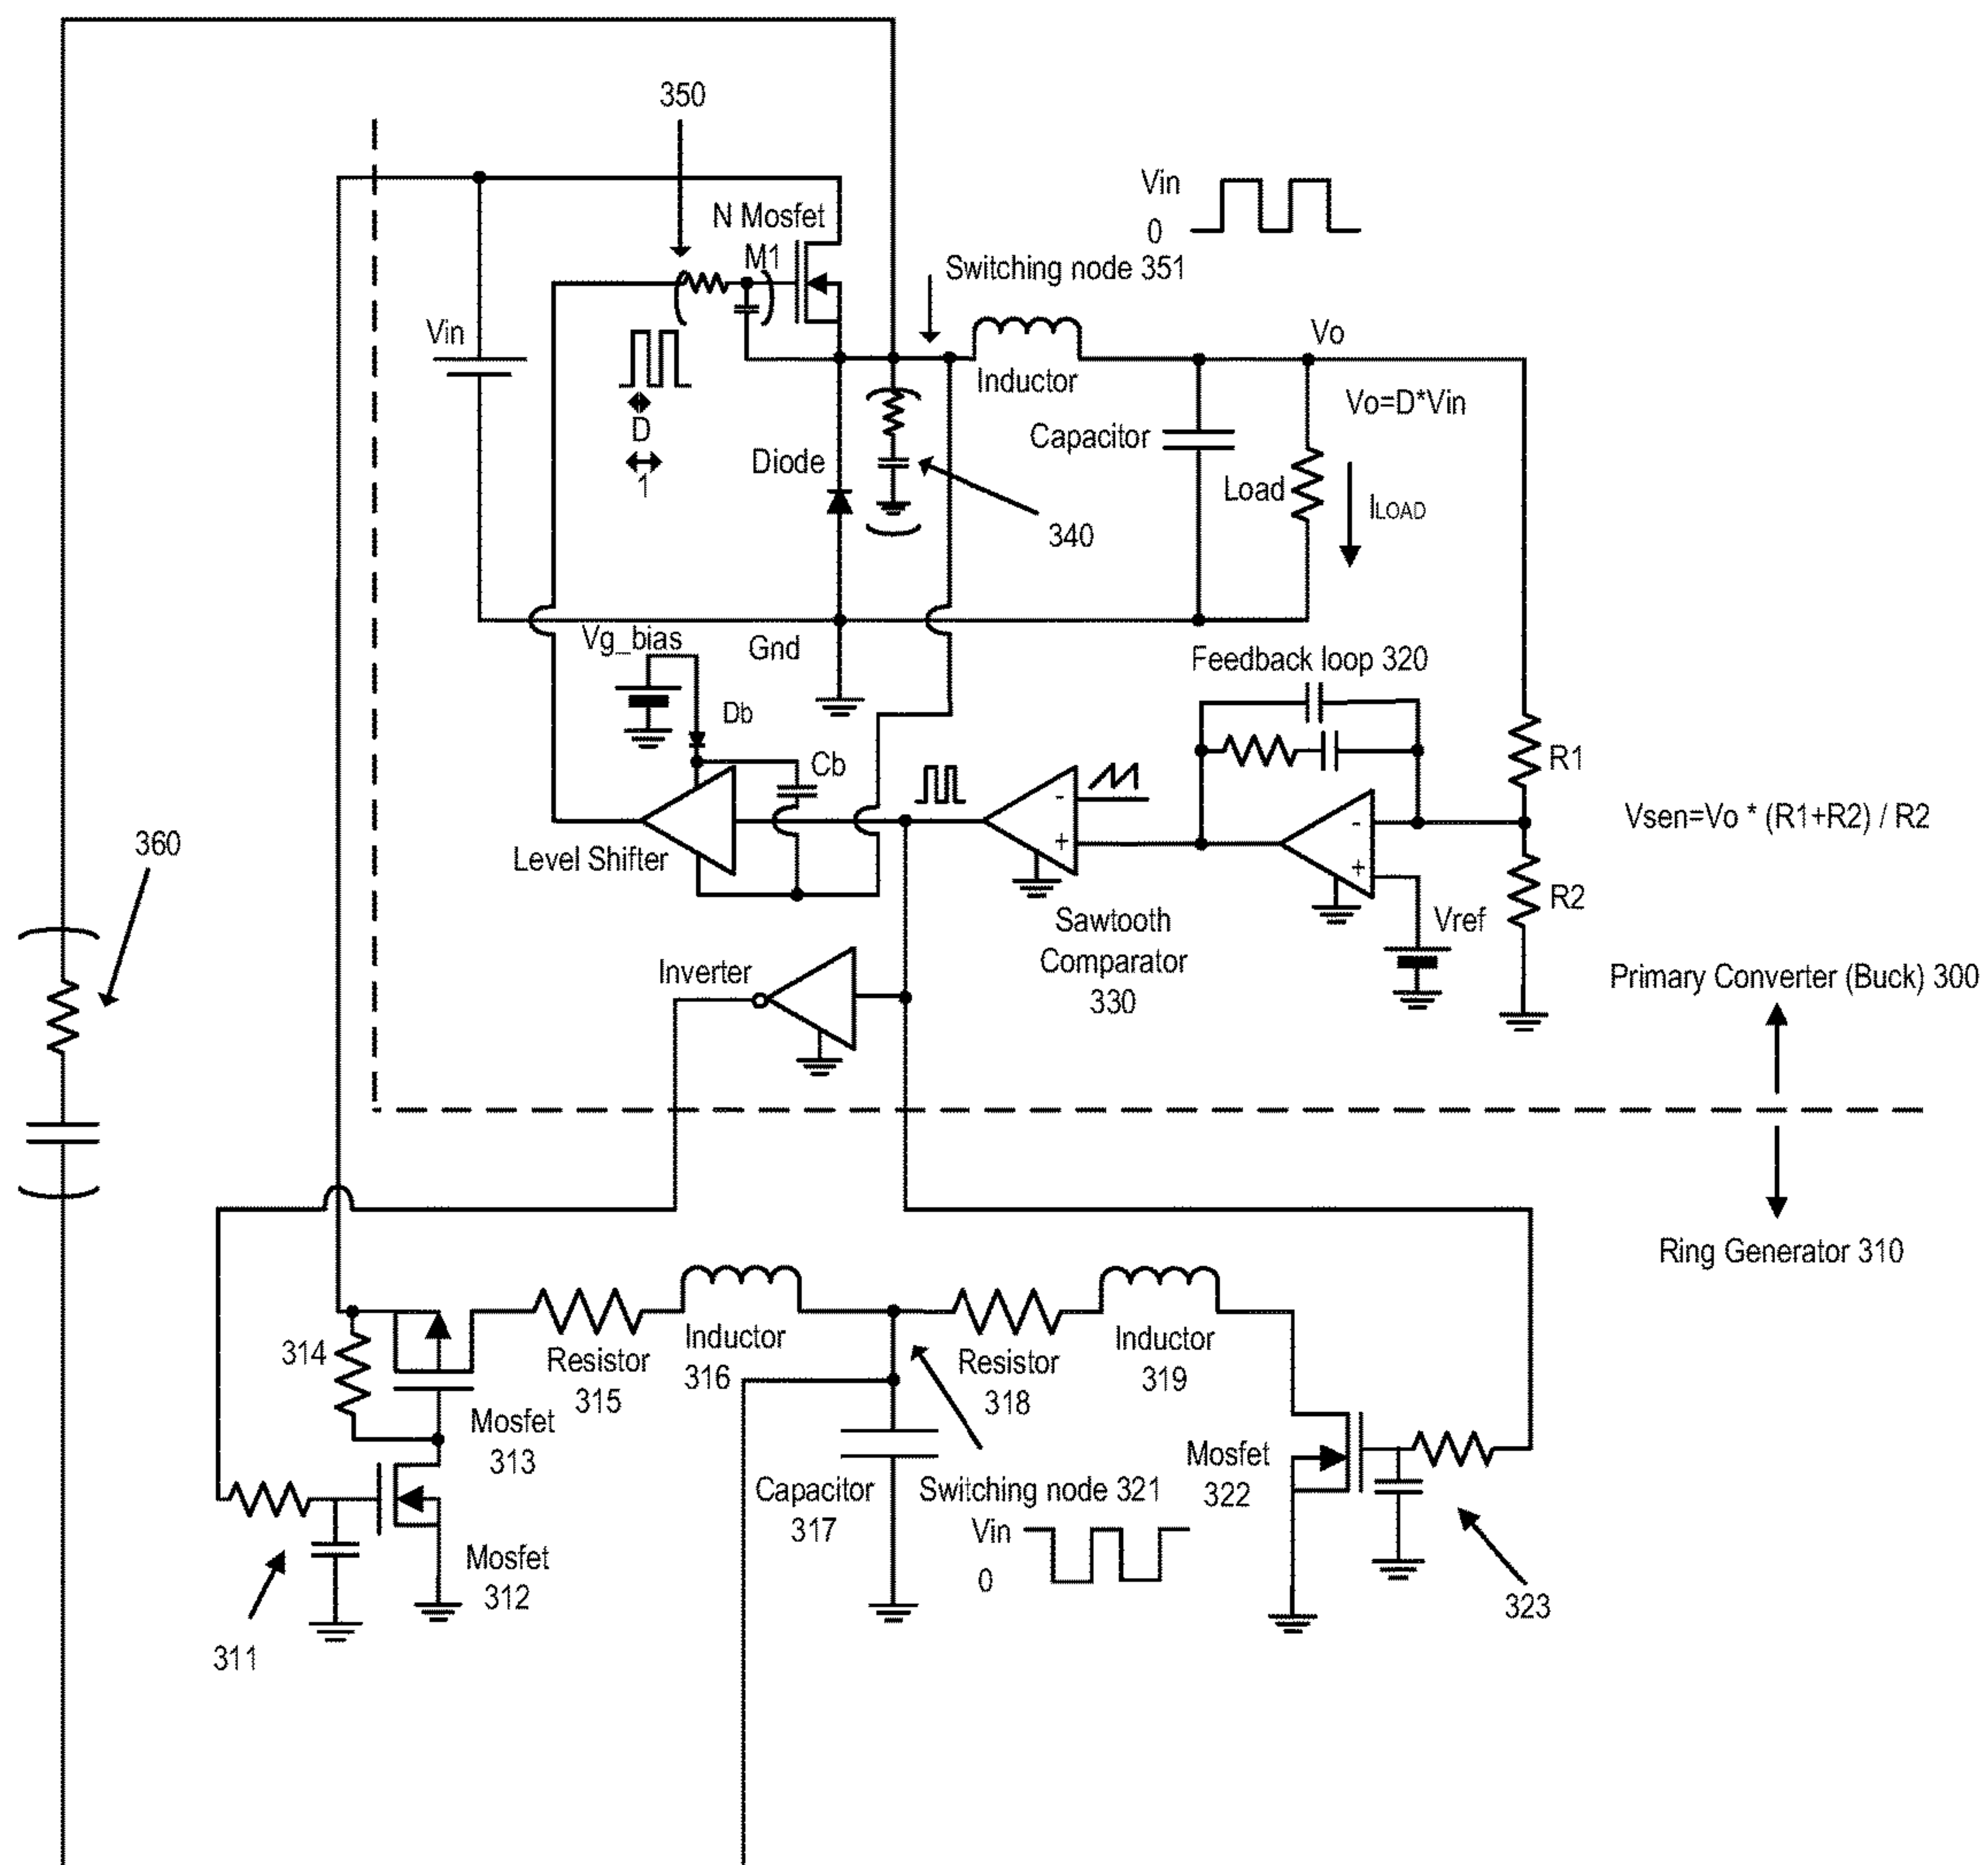 350
Vin
0
N Mosfet
M1
Switching node 351
Vin
Vo
Inductor
Vo=D*Vin
D
1
Diode
Capacitor
Load
ILOAD
340
Vg_bias
Gnd
Feedback loop 320
Db
Cb
R1
Vsen=Vo * (R1+R2) / R2
-
+
-
+
360
Level Shifter
R2
Vref
Sawtooth
Comparator
330
Inverter
Primary Converter (Buck) 300
Ring Generator 310
314
Resistor
315
Inductor
316
Resistor
318
Inductor
319
Mosfet
313
Mosfet
322
Capacitor
317
Switching node 321
Vin
0
Mosfet
312
323
311